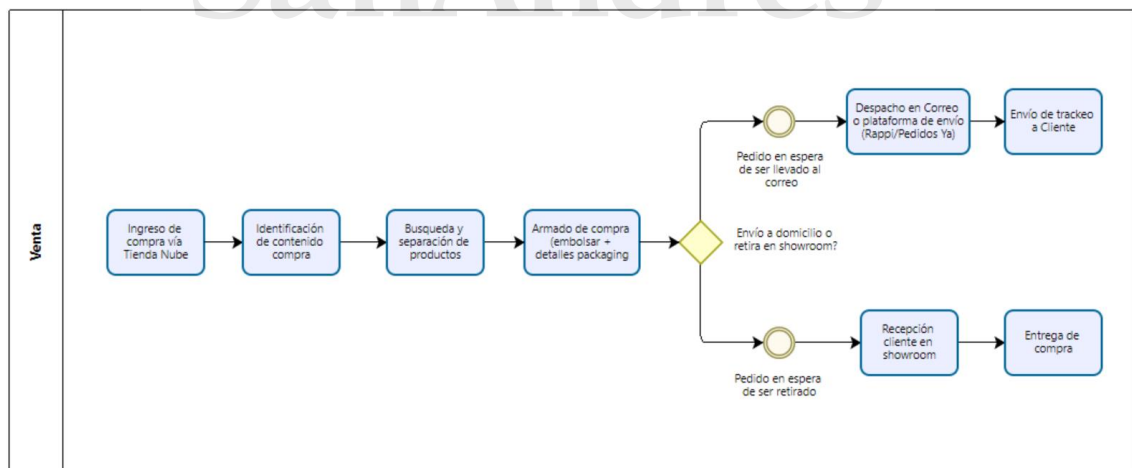 SanAndrés
Venta
Ingreso de
compra vía
Tienda Nube
Identificación
de contenido
compra
Busqueda y
separación de
productos
Armado de compra
(embolsar +
detalles packaging
Envío a domicilio o
retira en showroom?
Pedido en espera
de ser llevado al
correo
Despacho en Correo
o plataforma de envío
(Rappi/Pedidos Ya)
Envío de trackeo
a Cliente
Pedido en espera
de ser retirado
Recepción
cliente en
showroom
Entrega de
compra